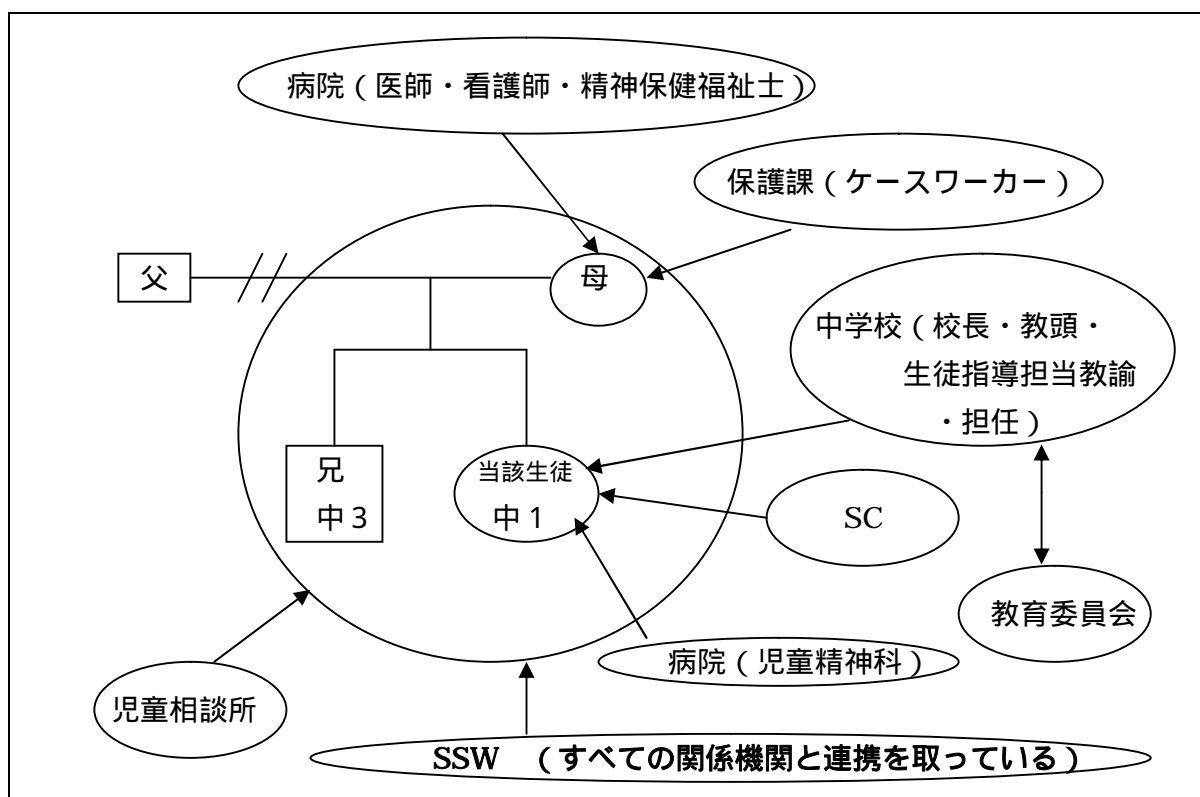 病院(医師・看護師・精神保健福祉士)
保護課(ケースワーカー)
父
母
中学校(校長・教頭・
生徒指導担当教諭
・担任)
兄
中3
当該生徒
中1
SC
教育委員会
病院(児童精神科)
児童相談所
SSW (すべての関係機関と連携を取っている)